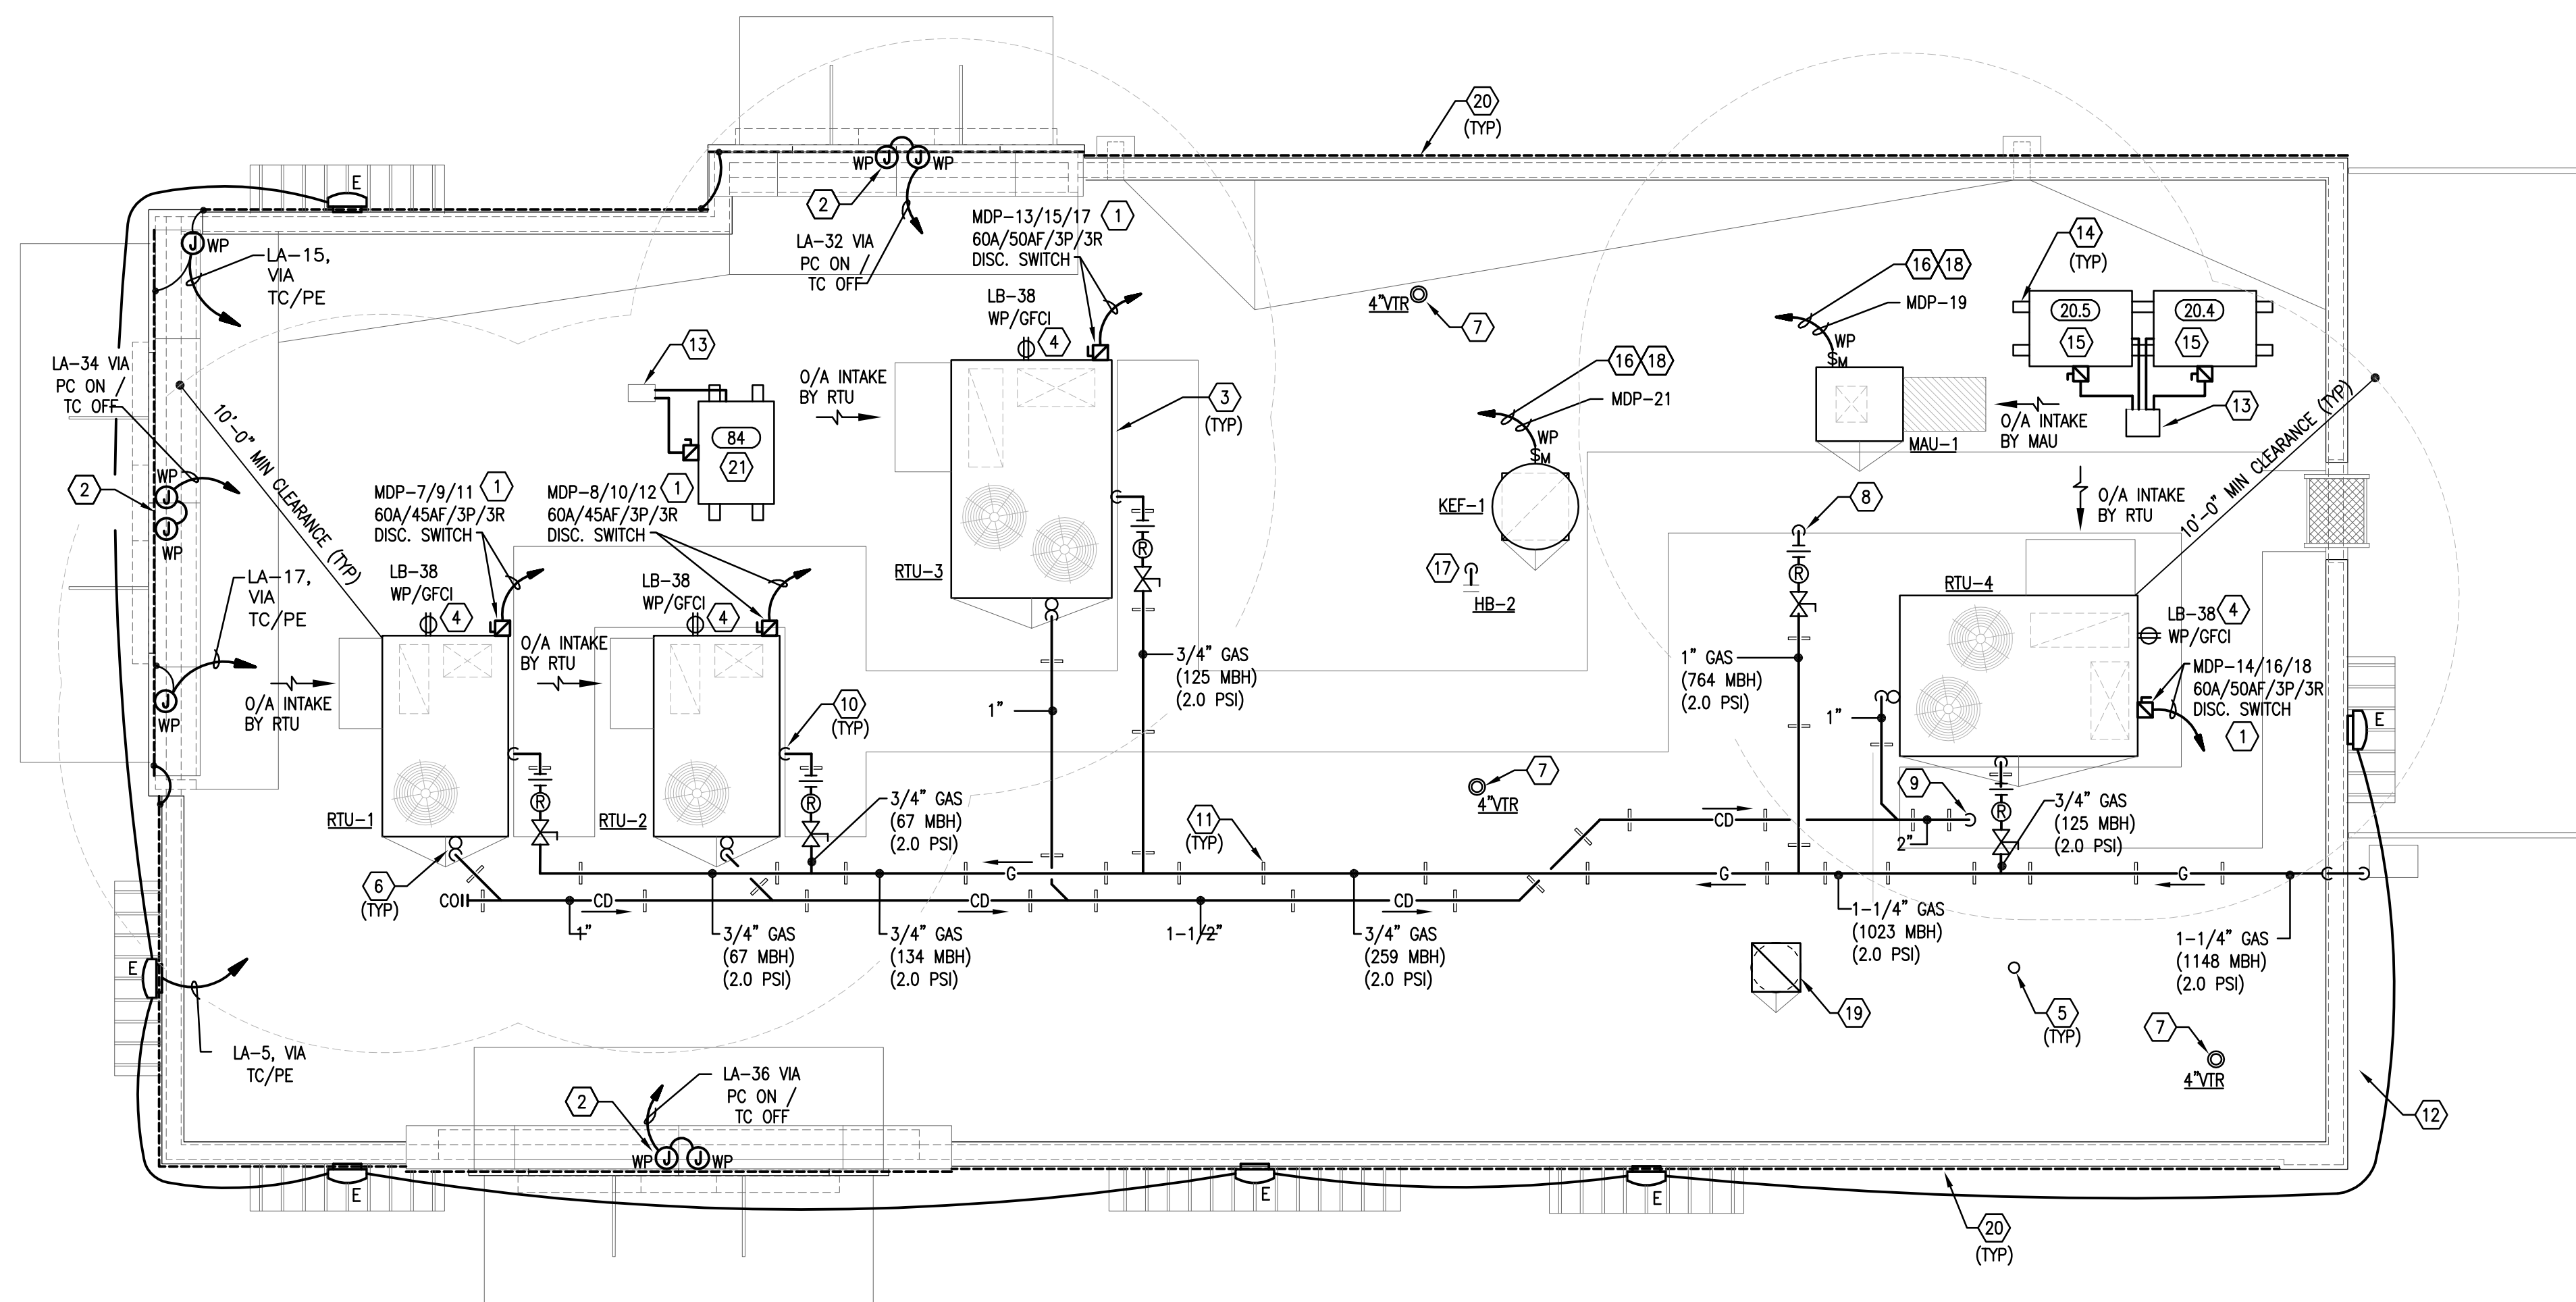 20
(TYP)
E
WP
J
J
WP
2
MDP-13/15/17
1
60A/50AF/3P/3R
DISC. SWITCH
LA-32 VIA
PC ON /
TC OFF
J
WP
LA-15,
VIA
TC/PE
14
(TYP)
16
18
MDP-19
4"VTR
7
LB-38
WP/GFCI
4
20.5
15
20.4
15
13
WP
$M
O/A INTAKE
BY MAU
MAU-1
13
84
21
O/A INTAKE
BY RTU
3
(TYP)
16
18
MDP-21
WP
$M
KEF-1
LA-34 VIA
PC ON /
TC OFF
10'-0" MIN CLEARANCE (TYP)
10'-0" MIN CLEARANCE (TYP)
2
WP
J
J
WP
MDP-7/9/11
1
60A/45AF/3P/3R
DISC. SWITCH
MDP-8/10/12
1
60A/45AF/3P/3R
DISC. SWITCH
R
8
O/A INTAKE
BY RTU
RTU-3
17
HB-2
R
RTU-4
LB-38
4
WP/GFCI
LA-17,
VIA
TC/PE
LB-38
WP/GFCI
4
LB-38
WP/GFCI
4
O/A INTAKE
BY RTU
O/A INTAKE
BY RTU
J
WP
3/4" GAS
(125 MBH)
(2.0 PSI)
1" GAS
(764 MBH)
(2.0 PSI)
MDP-14/16/18
60A/50AF/3P/3R
DISC. SWITCH
1
E
1"
1"
10
(TYP)
7
4"VTR
9
RTU-1
R
RTU-2
R
3/4" GAS
(67 MBH)
(2.0 PSI)
11
(TYP)
CD
2"
R
3/4" GAS
(125 MBH)
(2.0 PSI)
6
(TYP)
G
G
G
CO
CD
CD
CD
1"
3/4" GAS
(67 MBH)
(2.0 PSI)
3/4" GAS
(134 MBH)
(2.0 PSI)
1-1/2"
3/4" GAS
(259 MBH)
(2.0 PSI)
1-1/4" GAS
(1023 MBH)
(2.0 PSI)
1-1/4" GAS
(1148 MBH)
(2.0 PSI)
E
LA-5, VIA
TC/PE
19
5
(TYP)
7
4"VTR
12
2
LA-36 VIA
PC ON /
TC OFF
WP
J
J
WP
E
E
E
20
(TYP)